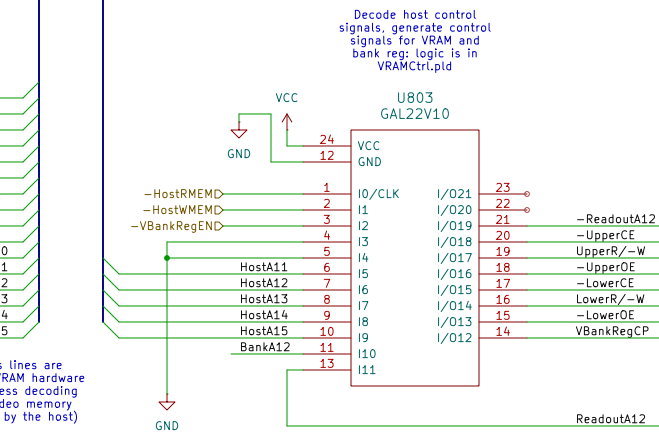 Decode host control
signals, generate control
signals for VRAM and
bank reg: logic is in
VRAMCtrl.pld
U803
GAL22V10
VCC
GND
24 VCC
12 GND
-HostRMEM 1 I0/CLK I/O21 23
-HostWMEM 2 I1 I/O20 22
-VBankRegEN 3 I2 I/O19 21 -ReadoutA12
4 I3 I/O18 20 -UpperCE
0 5 I4 I/O17 19 UpperR/-W
1 HostA11 6 I5 I/O16 18 -UpperOE
2 HostA12 7 I6 I/O15 17 -LowerCE
3 HostA13 8 I7 I/O14 16 LowerR/-W
4 HostA14 9 I8 I/O13 15 -LowerOE
5 HostA15 10 I9 I/O12 14 VBankRegCP
BankA12 11 I10
13 I11
s lines are
VRAM hardware
ess decoding
deo memory
by the host)
GND
ReadoutA12